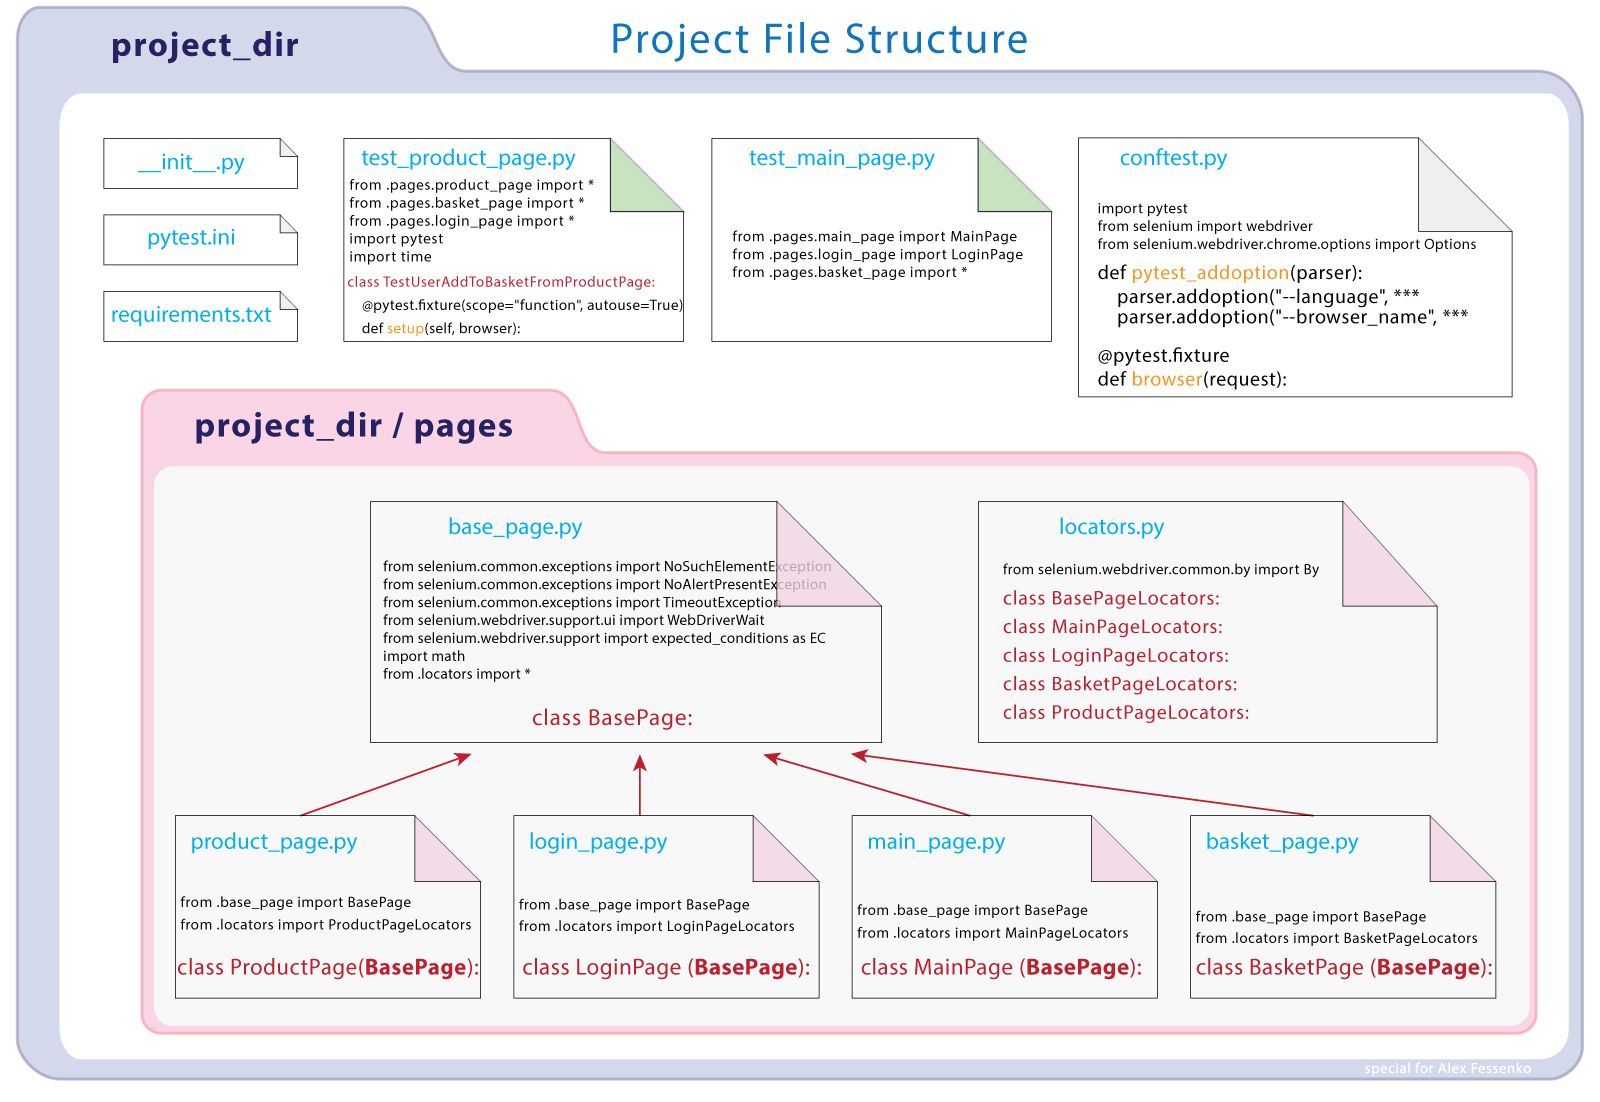 project_dir
Project File Structure
__init__.py
pytest.ini
requirements.txt
test_product_page.py
from .pages.product_page import *
from .pages.basket_page import *
from .pages.login_page import *
import pytest
import time
class TestUserAddToBasketFromProductPage:
@pytest.fixture(scope="function", autouse=True)
def setup(self, browser):
test_main_page.py
from .pages.main_page import MainPage
from .pages.login_page import LoginPage
from .pages.basket_page import *
conftest.py
import pytest
from selenium import webdriver
from selenium.webdriver.chrome.options import Options
def pytest_addoption(parser):
parser.addoption("--language", ***
parser.addoption("--browser_name", ***
@pytest.fixture
def browser(request):
project_dir / pages
base_page.py
from selenium.common.exceptions import NoSuchElementException
from selenium.common.exceptions import NoAlertPresentException
from selenium.common.exceptions import TimeoutException
from selenium.webdriver.support.ui import WebDriverWait
from selenium.webdriver.support import expected_conditions as EC
import math
from .locators import *
class BasePage:
locators.py
from selenium.webdriver.common.by import By
class BasePageLocators:
class MainPageLocators:
class LoginPageLocators:
class BasketPageLocators:
class ProductPageLocators:
product_page.py
from .base_page import BasePage
from .locators import ProductPageLocators
class ProductPage(BasePage):
login_page.py
from .base_page import BasePage
from .locators import LoginPageLocators
class LoginPage (BasePage):
main_page.py
from .base_page import BasePage
from .locators import MainPageLocators
class MainPage (BasePage):
basket_page.py
from .base_page import BasePage
from .locators import BasketPageLocators
class BasketPage (BasePage):
special for Alex Fessenko